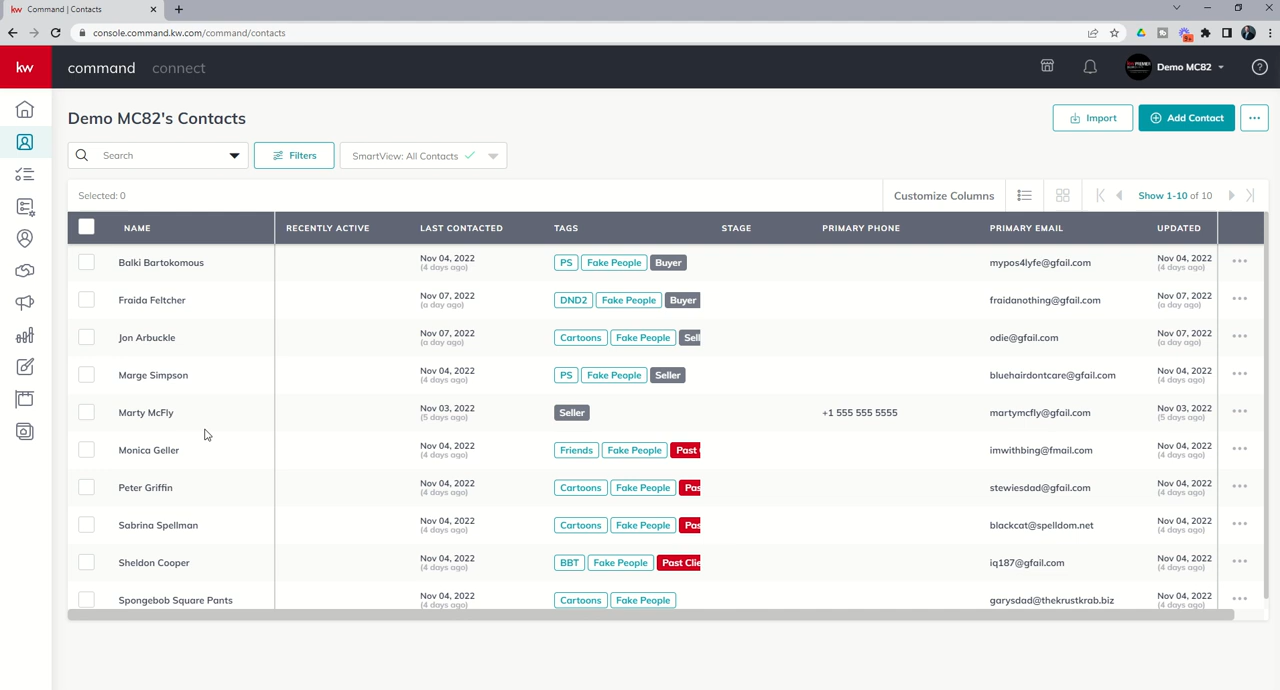 kw Command | Contacts
console.command.kw.com/command/contacts
9+
kw command connect
Demo MC82
Demo MC82's Contacts
Import
Add Contact
Search
Filters
SmartView: All Contacts
Selected: 0
Customize Columns
Show 1-10 of 10
NAME RECENTLY ACTIVE LAST CONTACTED TAGS STAGE PRIMARY PHONE PRIMARY EMAIL UPDATED
Balki Bartokomous Nov 04, 2022 PS Fake People Buyer mypos4lyfe@gfail.com Nov 04, 2022
(4 days ago) (4 days ago)
Fraida Feltcher Nov 07, 2022 DND2 Fake People Buyer fraidanothing@gfail.com Nov 07, 2022
(a day ago) (a day ago)
Jon Arbuckle Nov 07, 2022 Cartoons Fake People Sell odie@gfail.com Nov 07, 2022
(a day ago) (a day ago)
Marge Simpson Nov 04, 2022 PS Fake People Seller bluehairdontcare@gfail.com Nov 04, 2022
(4 days ago) (4 days ago)
Marty McFly Nov 03, 2022 Seller +1 555 555 5555 martymcfly@gfail.com Nov 03, 2022
(5 days ago) (5 days ago)
Monica Geller Nov 04, 2022 Friends Fake People Past imwithbing@fmail.com Nov 04, 2022
(4 days ago) (4 days ago)
Peter Griffin Nov 04, 2022 Cartoons Fake People Pas stewiesdad@gfail.com Nov 04, 2022
(4 days ago) (4 days ago)
Sabrina Spellman Nov 04, 2022 Cartoons Fake People Pas blackcat@spelldom.net Nov 04, 2022
(4 days ago) (4 days ago)
Sheldon Cooper Nov 04, 2022 BBT Fake People Past Clie iq187@gfail.com Nov 04, 2022
(4 days ago) (4 days ago)
Spongebob Square Pants Nov 04, 2022 Cartoons Fake People garysdad@thekrustkrab.biz Nov 04, 2022
(4 days ago) (4 days ago)